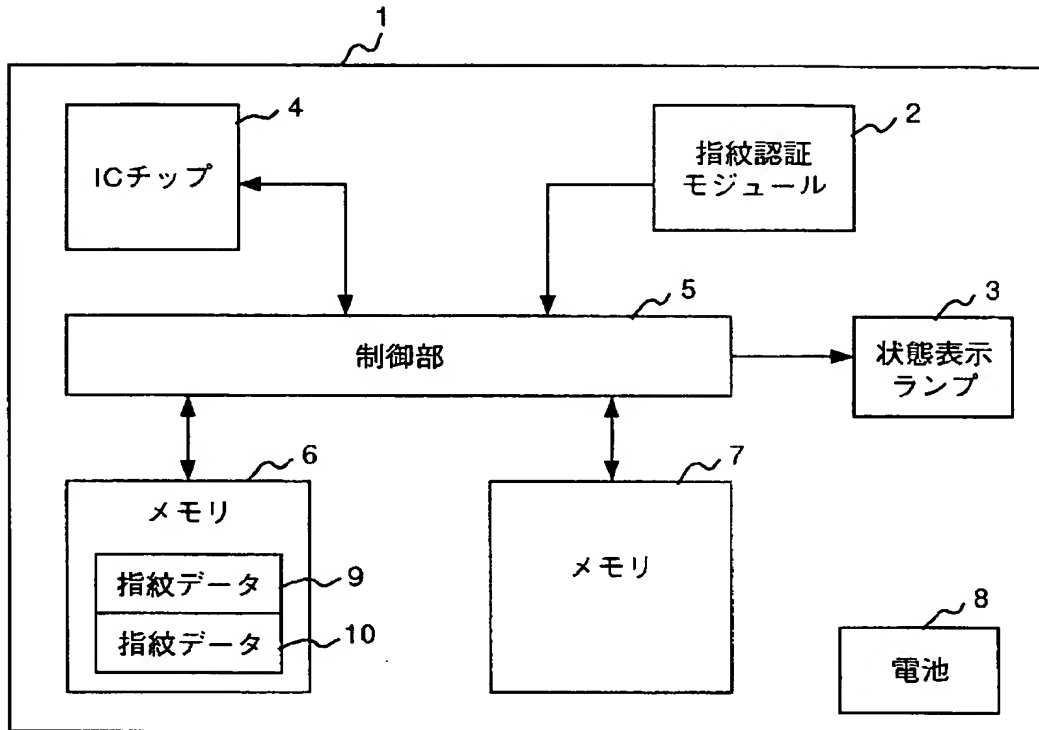 1
4
ICチップ
2
指紋認証
モジュール
5
制御部
3
状態表示
ランプ
6
メモリ
指紋データ
9
指紋データ
10
7
メモリ
8
電池